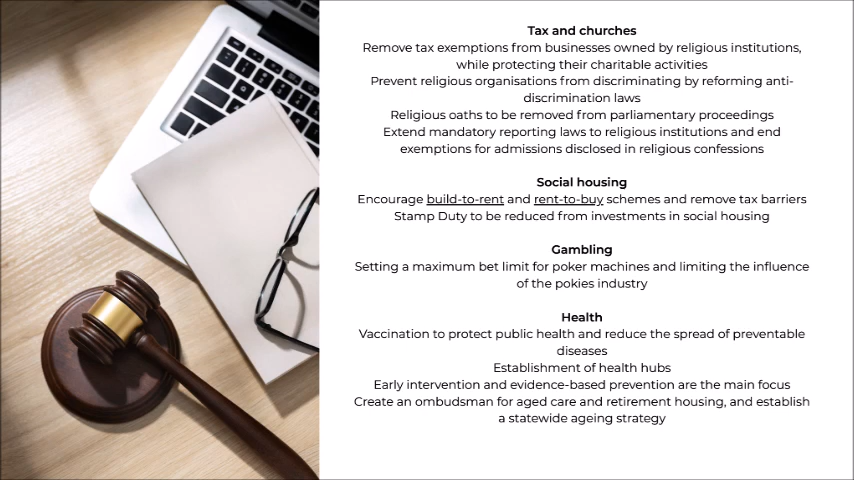 Tax and churches
Remove tax exemptions from businesses owned by religious institutions,
while protecting their charitable activities
Prevent religious organisations from discriminating by reforming anti-
discrimination laws
Religious oaths to be removed from parliamentary proceedings
Extend mandatory reporting laws to religious institutions and end
exemptions for admissions disclosed in religious confessions
Social housing
Encourage build-to-rent and rent-to-buy schemes and remove tax barriers
Stamp Duty to be reduced from investments in social housing
Gambling
Setting a maximum bet limit for poker machines and limiting the influence
of the pokies industry
Health
Vaccination to protect public health and reduce the spread of preventable
diseases
Establishment of health hubs
Early intervention and evidence-based prevention are the main focus
Create an ombudsman for aged care and retirement housing, and establish
a statewide ageing strategy